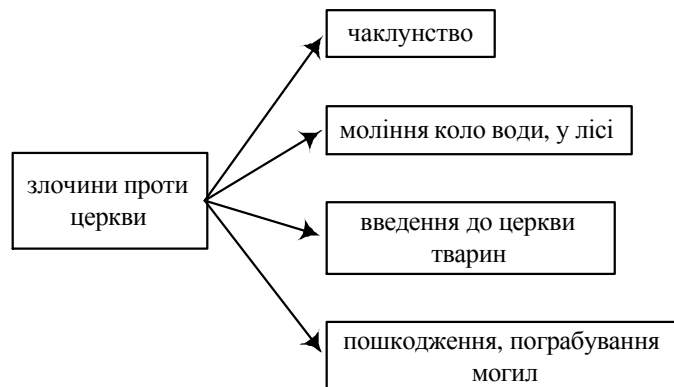 чаклунство
моління коло води, у лісі
злочини проти
церкви
введення до церкви
тварин
пошкодження, пограбування
могил